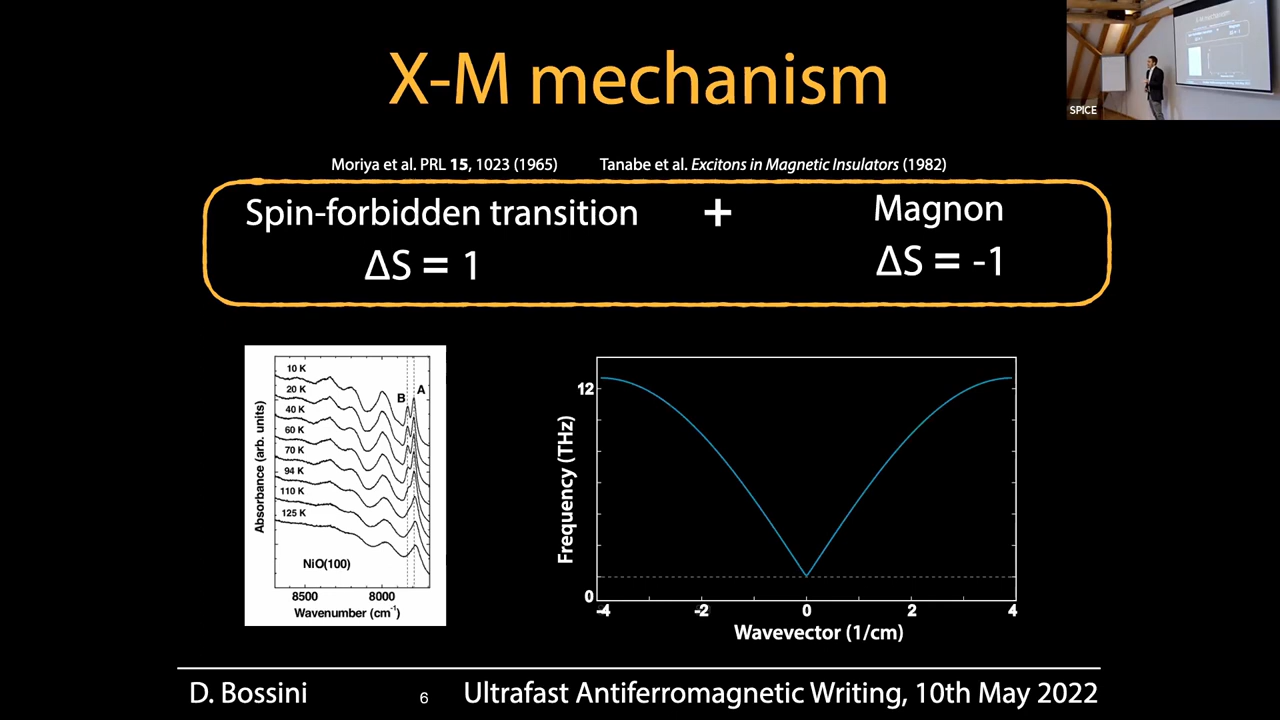 X-M mechanism
SPICE
Moriya et al. PRL 15, 1023 (1965) Tanabe et al. Excitons in Magnetic Insulators (1982)
Spin-forbidden transition + Magnon
ΔS = 1 ΔS = -1
10 K
20 K
40 K
60 K
70 K
94 K
110 K
125 K
B A
NiO(100)
Absorbance (arb. units)
8500 8000
Wavenumber (cm-1)
12
0
Frequency (THz)
-4 -2 0 2 4
Wavevector (1/cm)
D. Bossini 6 Ultrafast Antiferromagnetic Writing, 10th May 2022